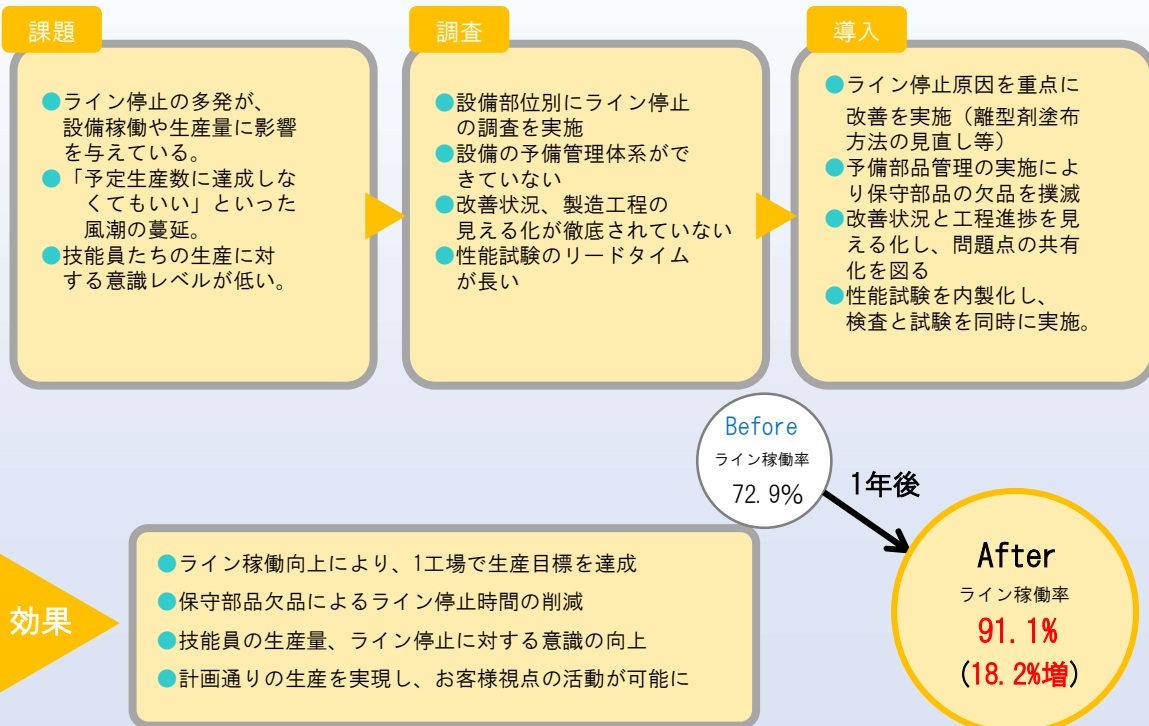 課題
●ライン停止の多発が、
設備稼働や生産量に影響
を与えている。
●「予定生産数に達成しな
くてもいい」といった
風潮の蔓延。
●技能員たちの生産に対
する意識レベルが低い。
調査
●設備部位別にライン停止
の調査を実施
●設備の予備管理体系がで
きていない
●改善状況、製造工程の
見える化が徹底されていない
●性能試験のリードタイム
が長い
導入
●ライン停止原因を重点に
改善を実施（離型剤塗布
方法の見直し等）
●予備部品管理の実施によ
り保守部品の欠品を撲滅
●改善状況と工程進捗を見
える化し、問題点の共有
化を図る
●性能試験を内製化し、
検査と試験を同時に実施。
Before
ライン稼働率
72.9%
1年後
After
ライン稼働率
91.1%
(18.2%増)
効果
●ライン稼働向上により、1工場で生産目標を達成
●保守部品欠品によるライン停止時間の削減
●技能員の生産量、ライン停止に対する意識の向上
●計画通りの生産を実現し、お客様視点の活動が可能に